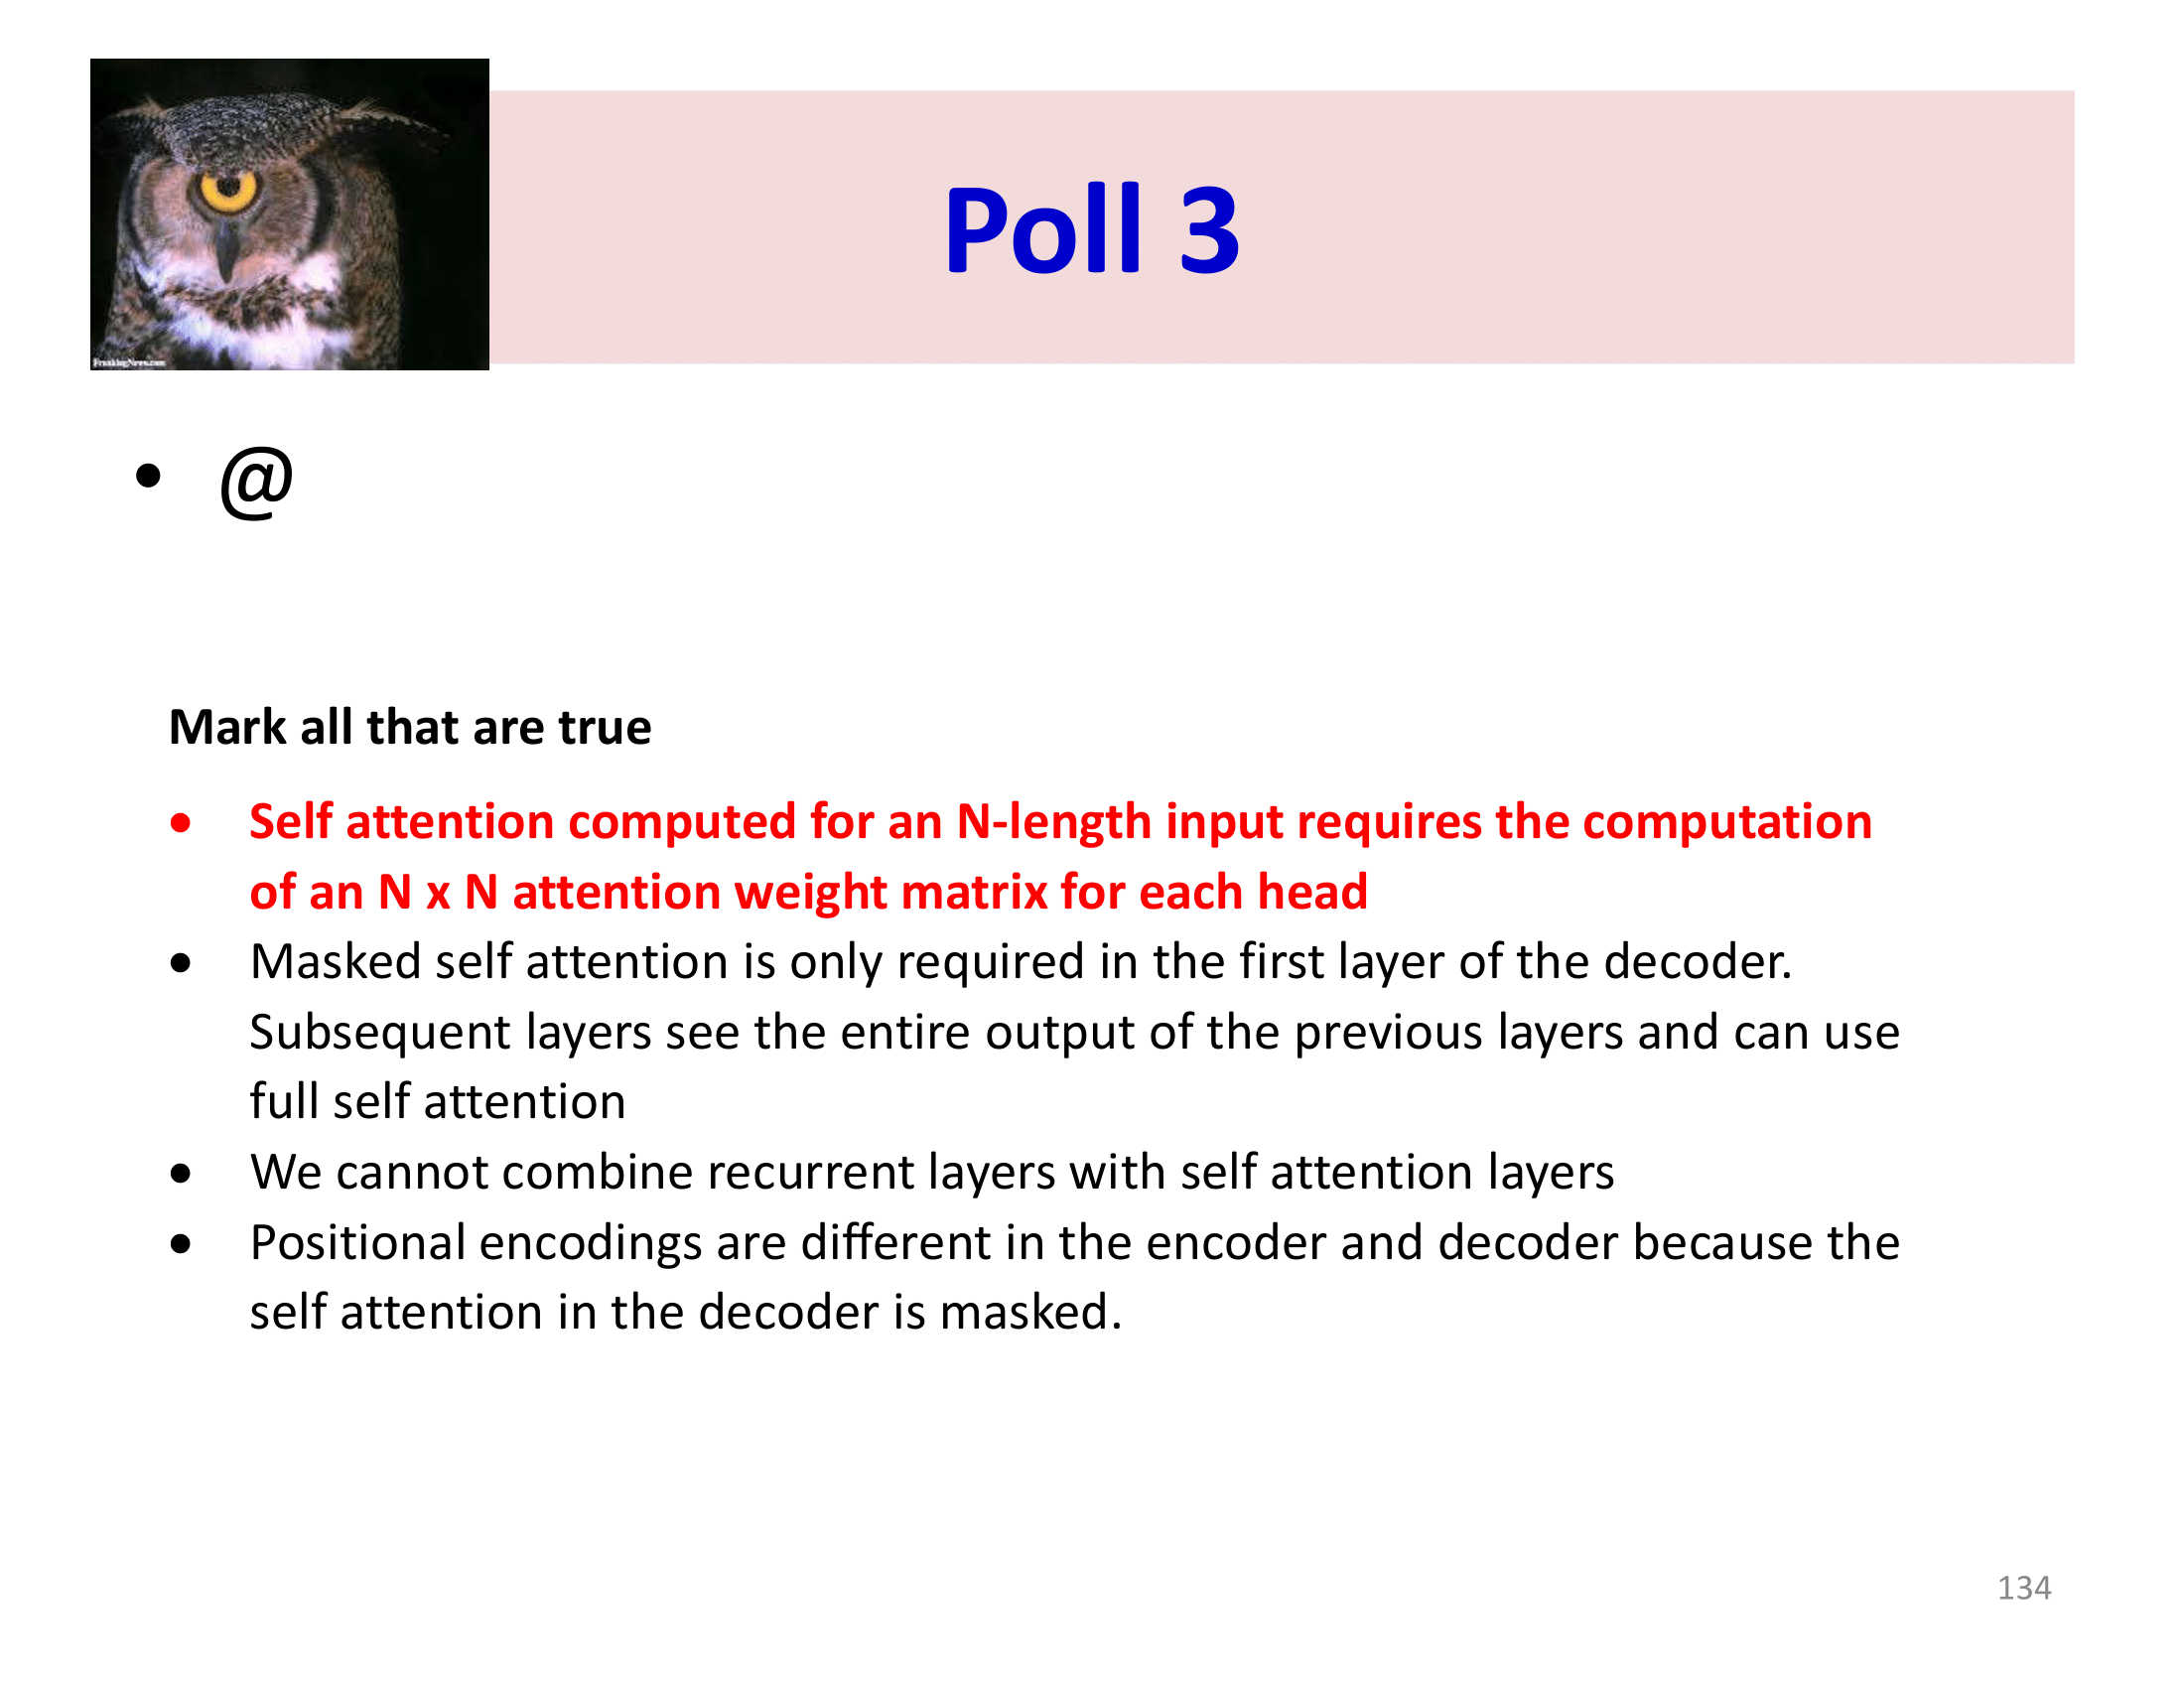 FreakingNews.com
Poll 3
• @
Mark all that are true
• Self attention computed for an N-length input requires the computation
of an N x N attention weight matrix for each head
• Masked self attention is only required in the first layer of the decoder.
Subsequent layers see the entire output of the previous layers and can use
full self attention
• We cannot combine recurrent layers with self attention layers
• Positional encodings are different in the encoder and decoder because the
self attention in the decoder is masked.
134